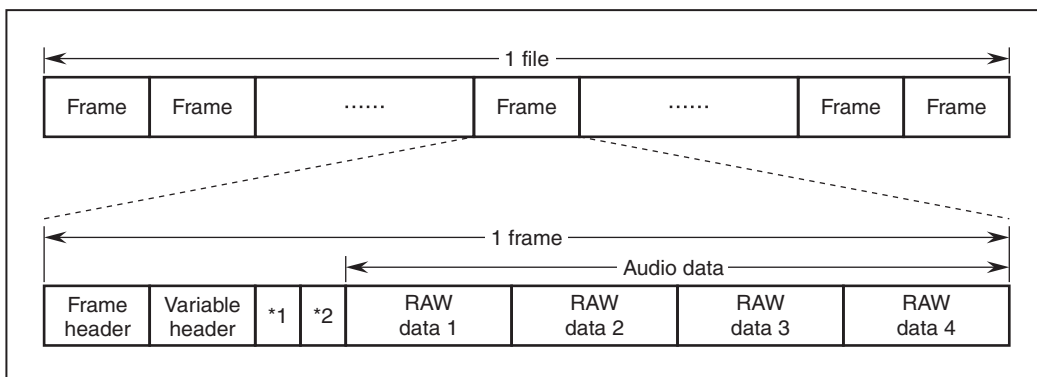 1 file
Frame Frame ...... Frame ...... Frame Frame
1 frame
Audio data
Frame header Variable header *1 *2 RAW data 1 RAW data 2 RAW data 3 RAW data 4